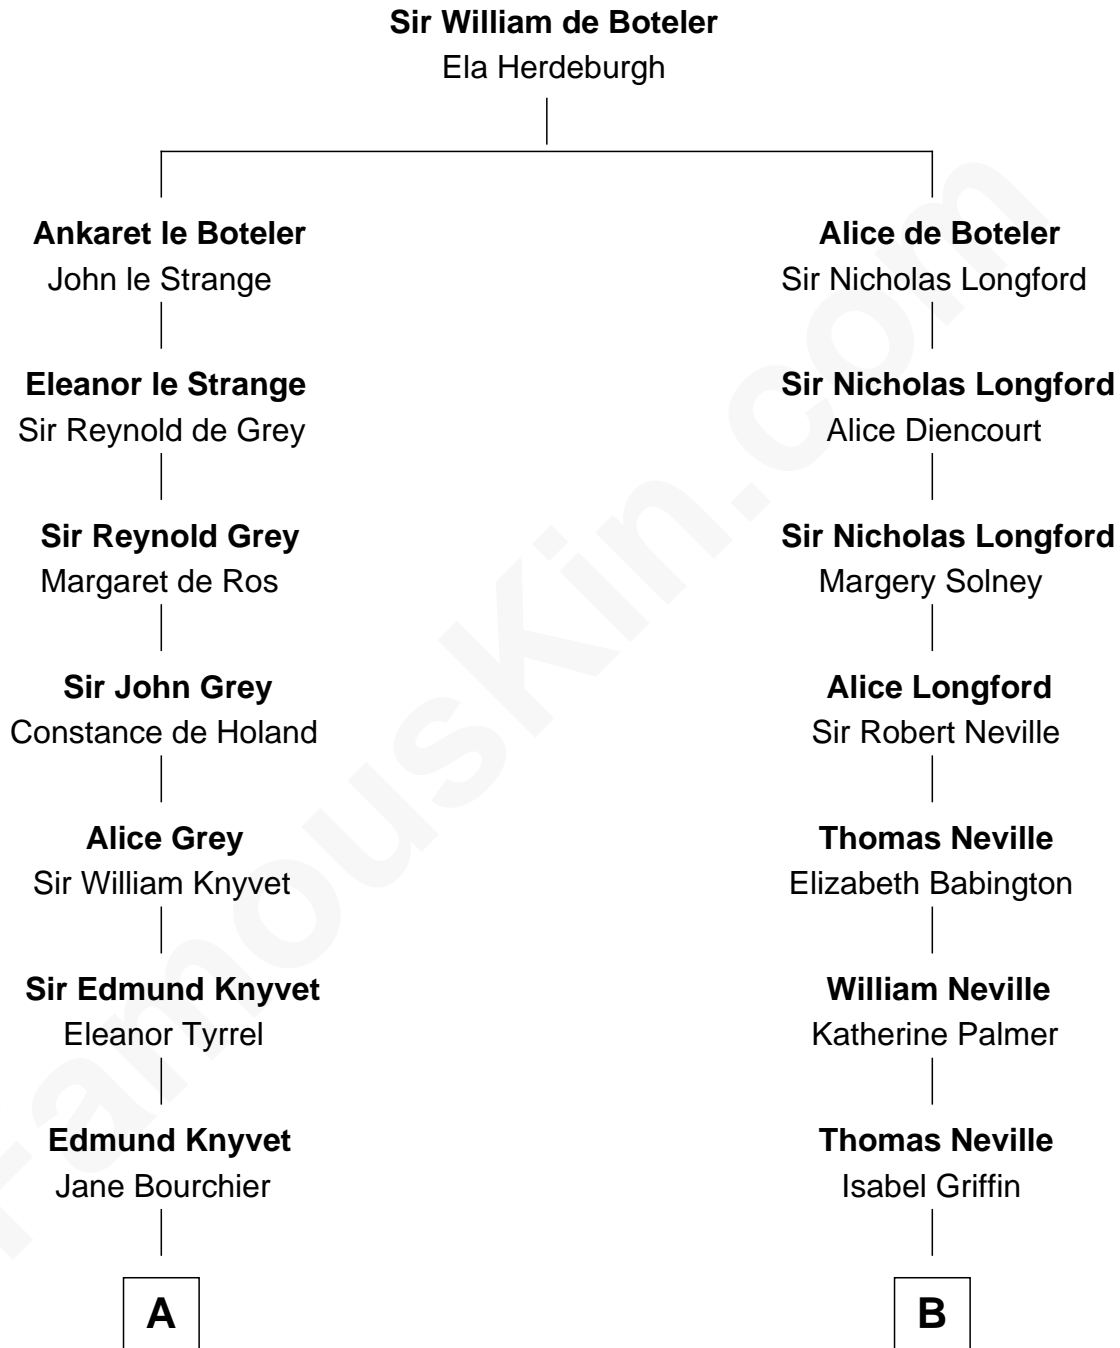 Sir William de Boteler
Ela Herdeburgh
Ankaret le Boteler
John le Strange
Eleanor le Strange
Sir Reynold de Grey
Sir Reynold Grey
Margaret de Ros
Sir John Grey
Constance de Holand
Alice Grey
Sir William Knyvet
Sir Edmund Knyvet
Eleanor Tyrrel
Edmund Knyvet
Jane Bourchier
A
Alice de Boteler
Sir Nicholas Longford
Sir Nicholas Longford
Alice Diencourt
Sir Nicholas Longford
Margery Solney
Alice Longford
Sir Robert Neville
Thomas Neville
Elizabeth Babington
William Neville
Katherine Palmer
Thomas Neville
Isabel Griffin
B
FamousKin.com